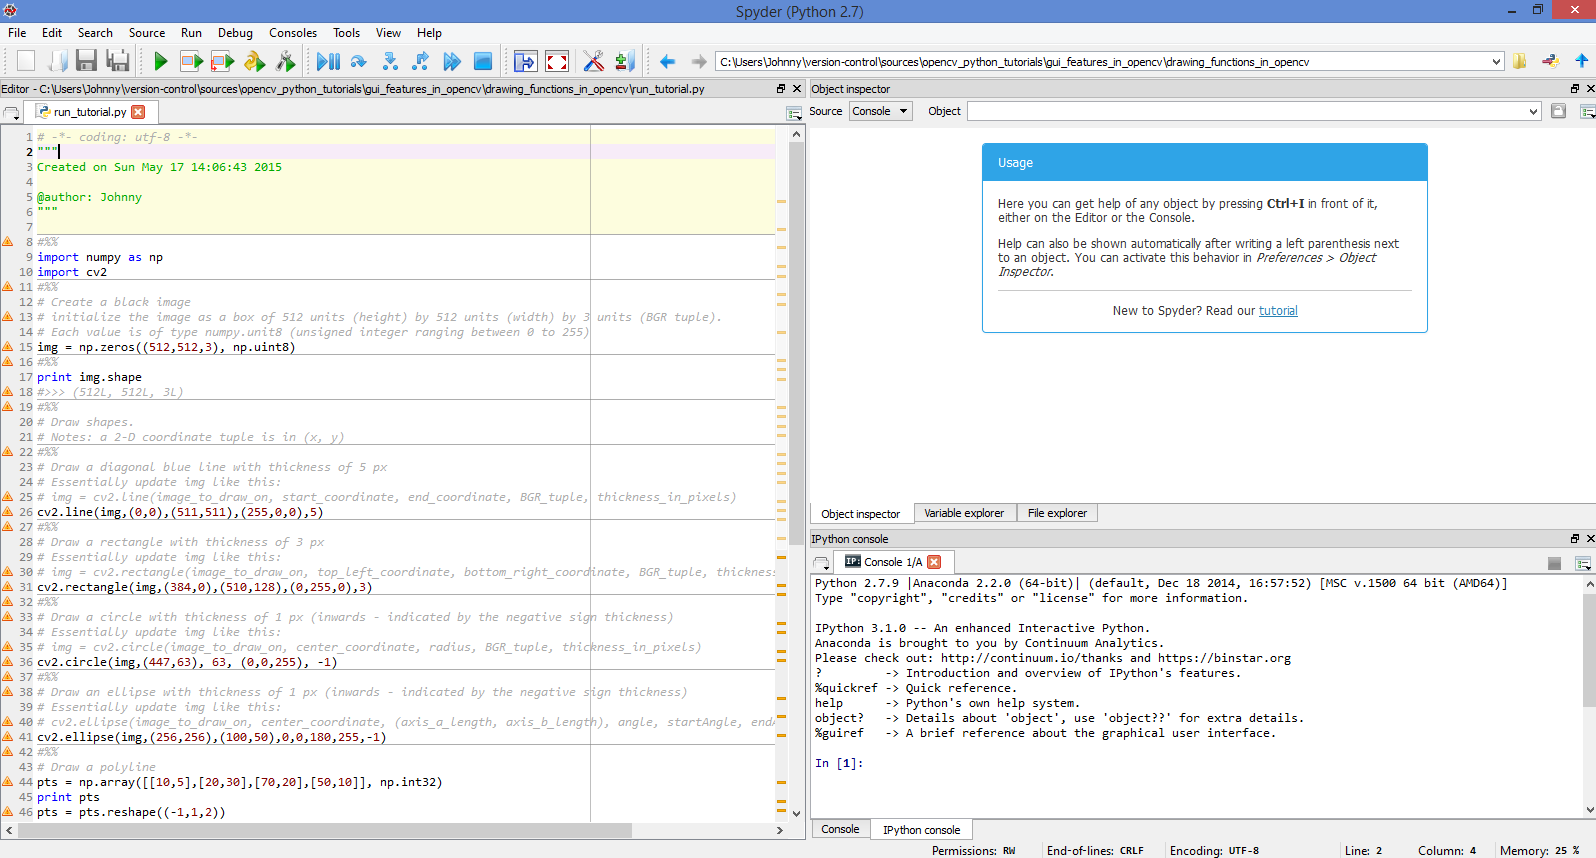 Spyder (Python 2.7)
File Edit Search Source Run Debug Consoles Tools View Help
C:\Users\Johnny\version-control\sources\opencv_python_tutorials\gui_features_in_opencv\drawing_functions_in_opencv
Editor - C:\Users\Johnny\version-control\sources\opencv_python_tutorials\gui_features_in_opencv\drawing_functions_in_opencv\run_tutorial.py
run_tutorial.py
1 # -*- coding: utf-8 -*-
2 """
3 Created on Sun May 17 14:06:43 2015
4
5 @author: Johnny
6 """
7
8 #%%
9 import numpy as np
10 import cv2
11 #%%
12 # Create a black image
13 # initialize the image as a box of 512 units (height) by 512 units (width) by 3 units (BGR tuple).
14 # Each value is of type numpy.unit8 (unsigned integer ranging between 0 to 255)
15 img = np.zeros((512,512,3), np.uint8)
16 #%%
17 print img.shape
18 #>>> (512L, 512L, 3L)
19 #%%
20 # Draw shapes.
21 # Notes: a 2-D coordinate tuple is in (x, y)
22 #%%
23 # Draw a diagonal blue line with thickness of 5 px
24 # Essentially update img like this:
25 # img = cv2.line(image_to_draw_on, start_coordinate, end_coordinate, BGR_tuple, thickness_in_pixels)
26 cv2.line(img,(0,0),(511,511),(255,0,0),5)
27 #%%
28 # Draw a rectangle with thickness of 3 px
29 # Essentially update img like this:
30 # img = cv2.rectangle(image_to_draw_on, top_left_coordinate, bottom_right_coordinate, BGR_tuple, thickness
31 cv2.rectangle(img,(384,0),(510,128),(0,255,0),3)
32 #%%
33 # Draw a circle with thickness of 1 px (inwards - indicated by the negative sign thickness)
34 # Essentially update img like this:
35 # img = cv2.circle(image_to_draw_on, center_coordinate, radius, BGR_tuple, thickness_in_pixels)
36 cv2.circle(img,(447,63), 63, (0,0,255), -1)
37 #%%
38 # Draw an ellipse with thickness of 1 px (inwards - indicated by the negative sign thickness)
39 # Essentially update img like this:
40 # cv2.ellipse(image_to_draw_on, center_coordinate, (axis_a_length, axis_b_length), angle, startAngle, end
41 cv2.ellipse(img,(256,256),(100,50),0,0,180,255,-1)
42 #%%
43 # Draw a polyline
44 pts = np.array([[10,5],[20,30],[70,20],[50,10]], np.int32)
45 print pts
46 pts = pts.reshape((-1,1,2))
Object inspector
Source Console Object
Usage
Here you can get help of any object by pressing Ctrl+I in front of it,
either on the Editor or the Console.
Help can also be shown automatically after writing a left parenthesis next
to an object. You can activate this behavior in Preferences > Object
Inspector.
New to Spyder? Read our tutorial
Object inspector Variable explorer File explorer
IPython console
IP: Console 1/A
Python 2.7.9 |Anaconda 2.2.0 (64-bit)| (default, Dec 18 2014, 16:57:52) [MSC v.1500 64 bit (AMD64)]
Type "copyright", "credits" or "license" for more information.
IPython 3.1.0 -- An enhanced Interactive Python.
Anaconda is brought to you by Continuum Analytics.
Please check out: http://continuum.io/thanks and https://binstar.org
? -> Introduction and overview of IPython's features.
%quickref -> Quick reference.
help -> Python's own help system.
object? -> Details about 'object', use 'object??' for extra details.
%guiref -> A brief reference about the graphical user interface.
In [1]:
Console IPython console
Permissions: RW End-of-lines: CRLF Encoding: UTF-8 Line: 2 Column: 4 Memory: 25 %